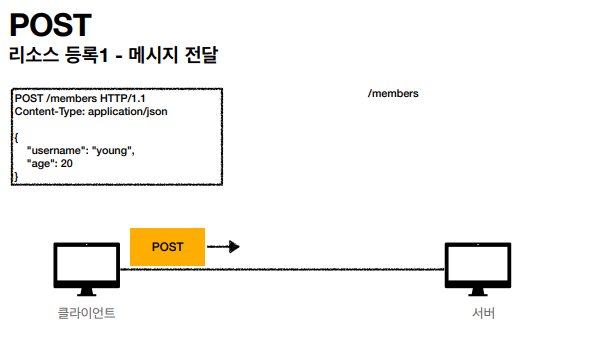 POST
리소스 등록1 - 메시지 전달
POST /members HTTP/1.1
Content-Type: application/json
{
"username": "young",
"age": 20
}
/members
POST
클라이언트
서버